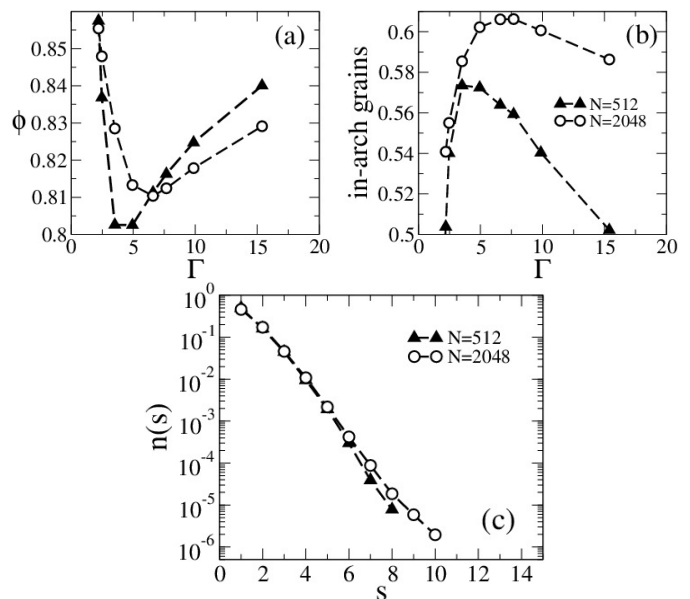 (a)
0.85
0.84
0.83
0.82
0.81
0.8
ϕ
0 5 10 15 20
Γ
(b)
0.6
0.58
0.56
0.54
0.52
0.5
in-arch grains
N=512
N=2048
0 5 10 15 20
Γ
10^0
10^-1
10^-2
10^-3
10^-4
10^-5
10^-6
n(s)
N=512
N=2048
(c)
0 2 4 6 8 10 12 14
s